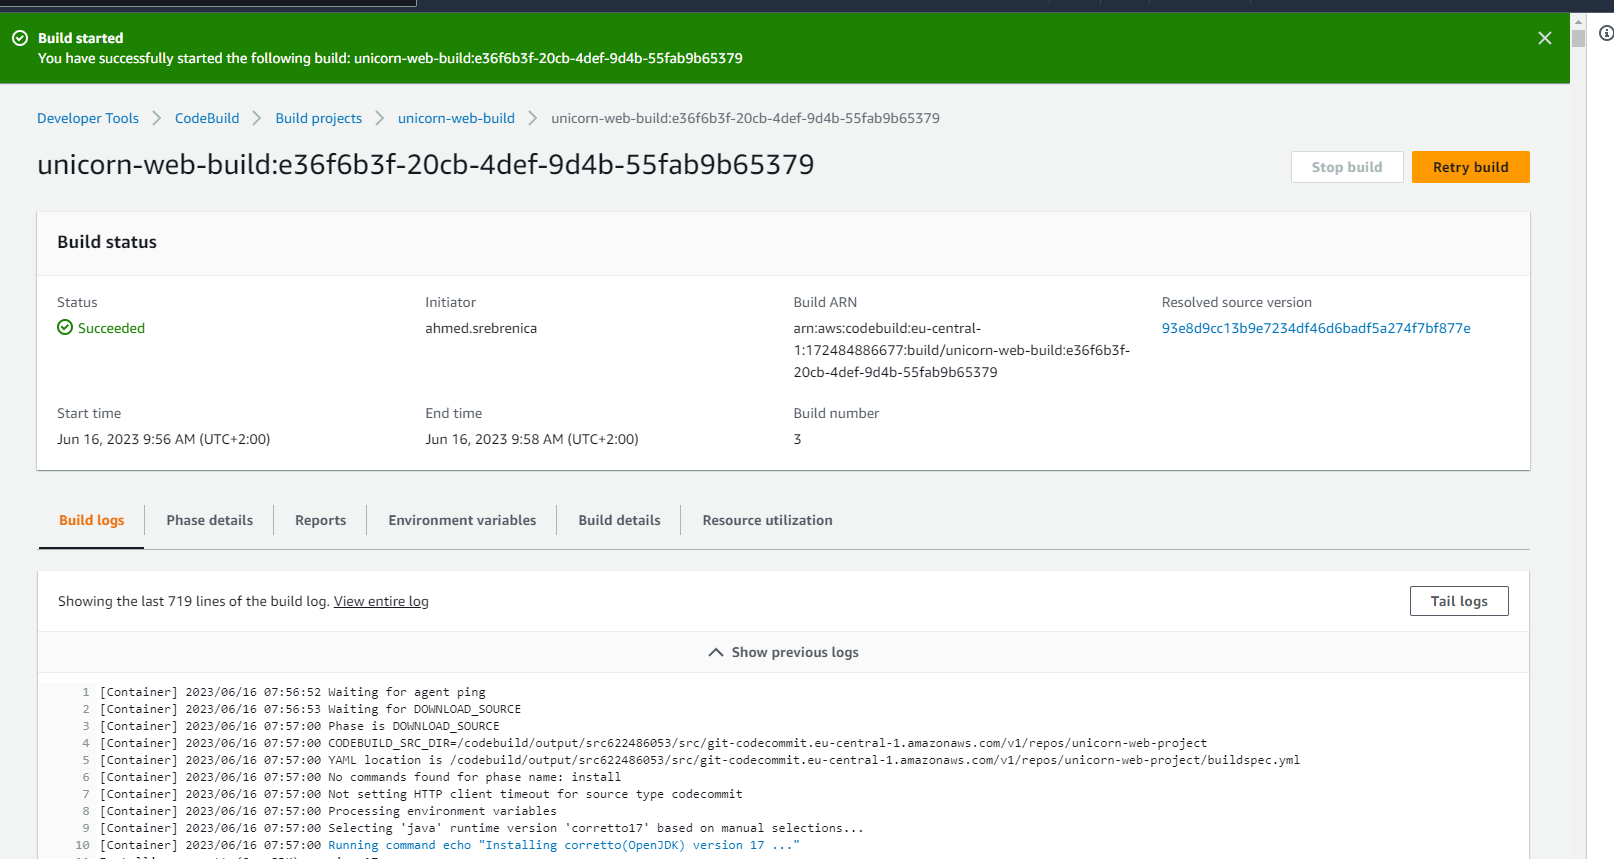 Build started
You have successfully started the following build: unicorn-web-build:e36f6b3f-20cb-4def-9d4b-55fab9b65379
Developer Tools > CodeBuild > Build projects > unicorn-web-build > unicorn-web-build:e36f6b3f-20cb-4def-9d4b-55fab9b65379
unicorn-web-build:e36f6b3f-20cb-4def-9d4b-55fab9b65379
Stop build
Retry build
Build status
Status
Succeeded
Initiator
ahmed.srebrenica
Build ARN
arn:aws:codebuild:eu-central-
1:172484886677:build/unicorn-web-build:e36f6b3f-
20cb-4def-9d4b-55fab9b65379
Resolved source version
93e8d9cc13b9e7234df46d6badf5a274f7bf877e
Start time
Jun 16, 2023 9:56 AM (UTC+2:00)
End time
Jun 16, 2023 9:58 AM (UTC+2:00)
Build number
3
Build logs
Phase details
Reports
Environment variables
Build details
Resource utilization
Showing the last 719 lines of the build log. View entire log
Tail logs
Show previous logs
1 [Container] 2023/06/16 07:56:52 Waiting for agent ping
2 [Container] 2023/06/16 07:56:53 Waiting for DOWNLOAD_SOURCE
3 [Container] 2023/06/16 07:57:00 Phase is DOWNLOAD_SOURCE
4 [Container] 2023/06/16 07:57:00 CODEBUILD_SRC_DIR=/codebuild/output/src622486053/src/git-codecommit.eu-central-1.amazonaws.com/v1/repos/unicorn-web-project
5 [Container] 2023/06/16 07:57:00 YAML location is /codebuild/output/src622486053/src/git-codecommit.eu-central-1.amazonaws.com/v1/repos/unicorn-web-project/buildspec.yml
6 [Container] 2023/06/16 07:57:00 No commands found for phase name: install
7 [Container] 2023/06/16 07:57:00 Not setting HTTP client timeout for source type codecommit
8 [Container] 2023/06/16 07:57:00 Processing environment variables
9 [Container] 2023/06/16 07:57:00 Selecting 'java' runtime version 'corretto17' based on manual selections...
10 [Container] 2023/06/16 07:57:00 Running command echo "Installing corretto(OpenJDK) version 17 ..."